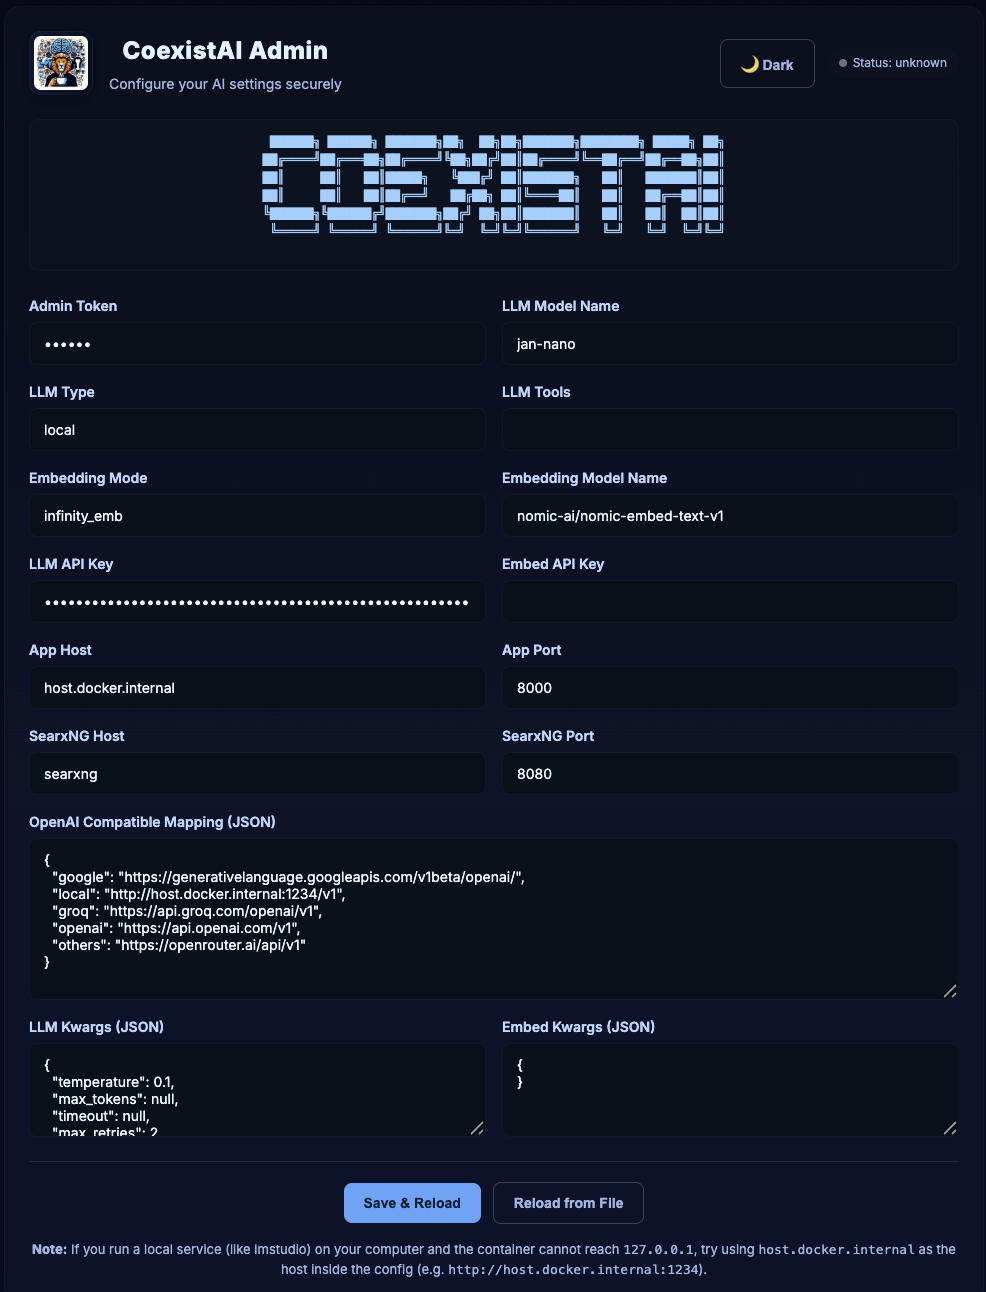 CoexistAI Admin
Configure your AI settings securely
🌙 Dark
Status: unknown
COEXISTAI
Admin Token
••••••
LLM Model Name
jan-nano
LLM Type
local
LLM Tools
Embedding Mode
infinity_emb
Embedding Model Name
nomic-ai/nomic-embed-text-v1
LLM API Key
Embed API Key
App Host
host.docker.internal
App Port
8000
SearxNG Host
searxng
SearxNG Port
8080
OpenAI Compatible Mapping (JSON)
{
"google": "https://generativelanguage.googleapis.com/v1beta/openai/",
"local": "http://host.docker.internal:1234/v1",
"groq": "https://api.groq.com/openai/v1",
"openai": "https://api.openai.com/v1",
"others": "https://openrouter.ai/api/v1"
}
LLM Kwargs (JSON)
{
"temperature": 0.1,
"max_tokens": null,
"timeout": null,
"max_retries": 2
Embed Kwargs (JSON)
{
}
Save & Reload
Reload from File
Note: If you run a local service (like lmstudio) on your computer and the container cannot reach 127.0.0.1, try using host.docker.internal as the
host inside the config (e.g. http://host.docker.internal:1234).